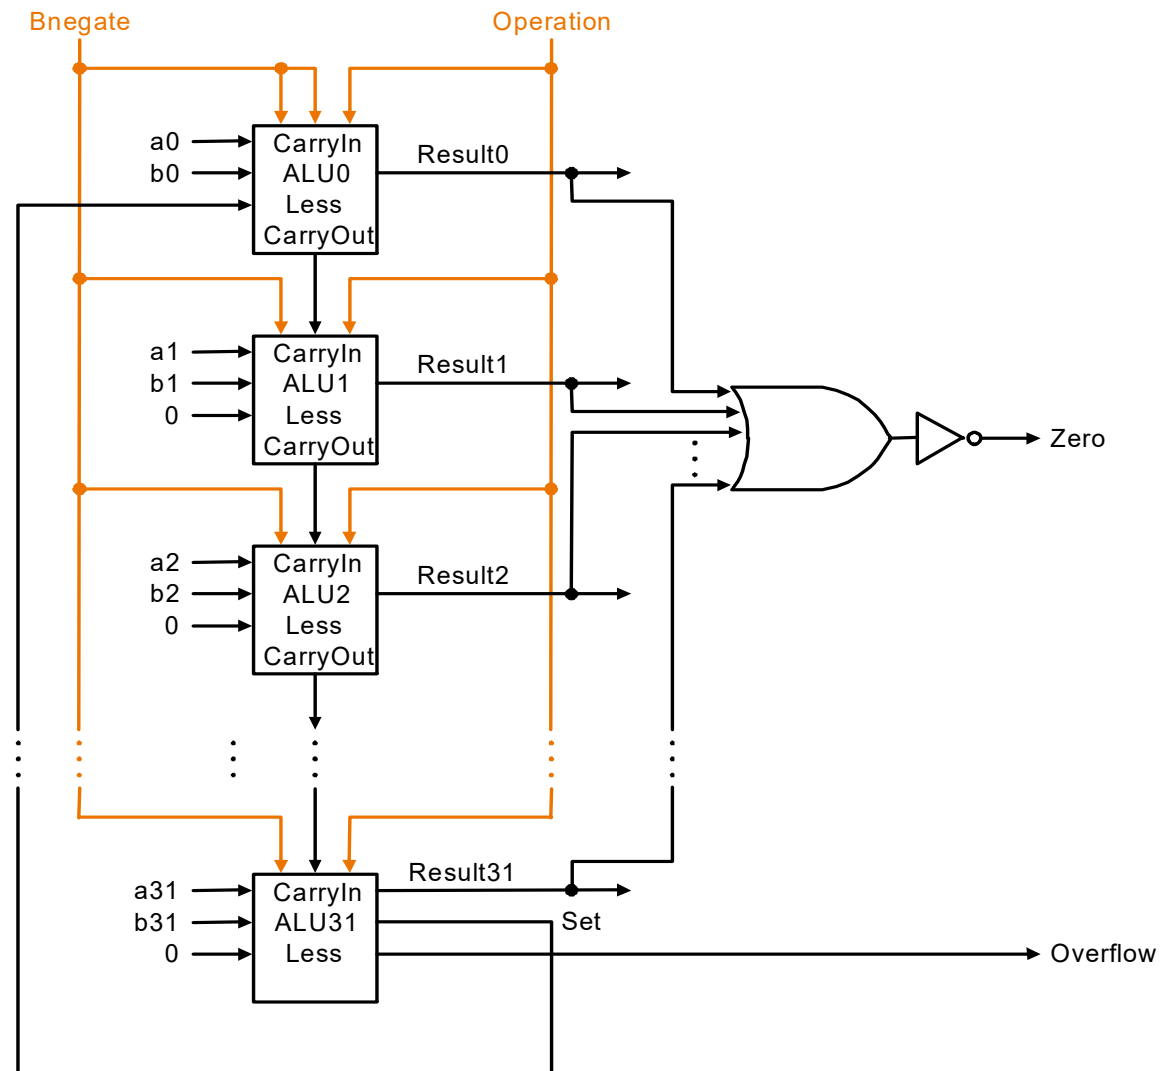 Bnegate
Operation
a0
b0
CarryIn
ALU0
Less
CarryOut
Result0
a1
b1
0
CarryIn
ALU1
Less
CarryOut
Result1
Zero
a2
b2
0
CarryIn
ALU2
Less
CarryOut
Result2
a31
b31
0
CarryIn
ALU31
Less
Result31
Set
Overflow